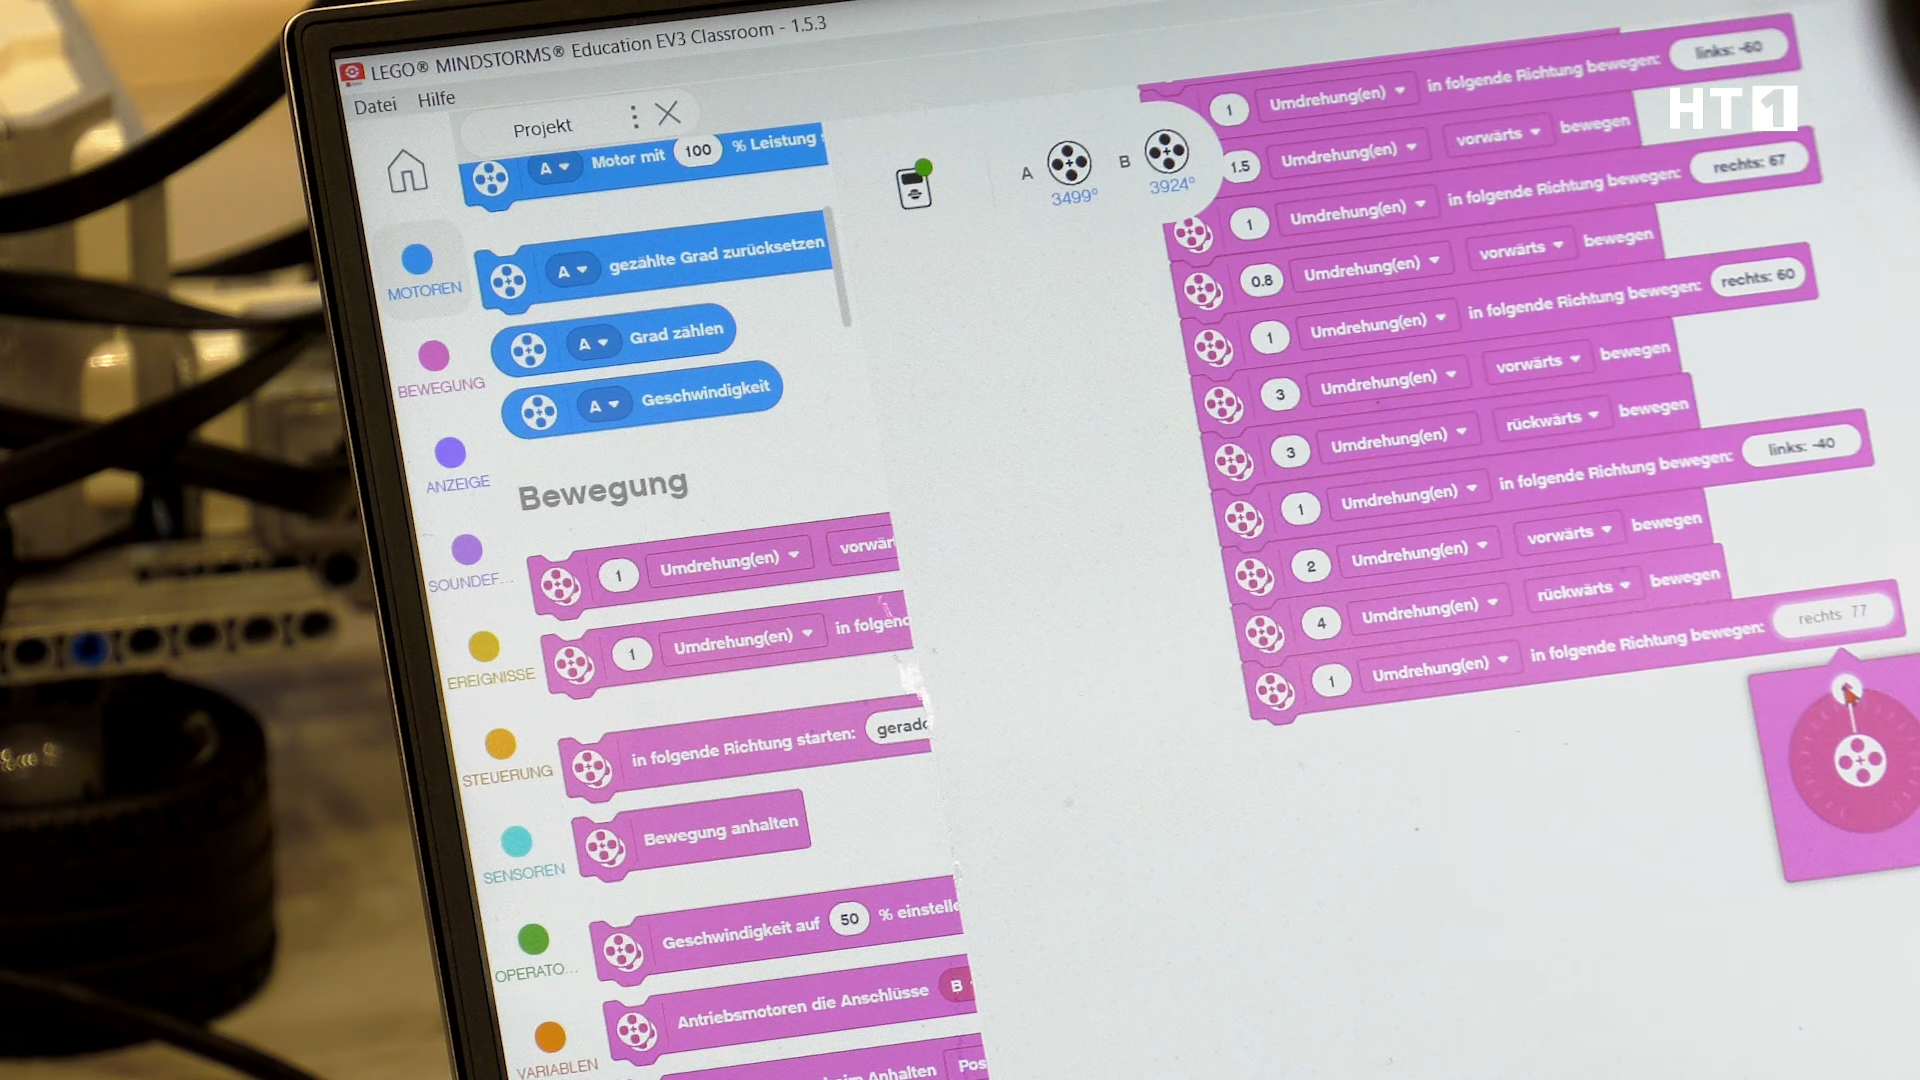 LEGO® MINDSTORMS® Education EV3 Classroom - 1.5.3
Datei Hilfe
Projekt
HT1
A Motor mit 100 % Leistung
A gezählte Grad zurücksetzen
A Grad zählen
A Geschwindigkeit
Bewegung
1 Umdrehung(en) vorwär
1 Umdrehung(en) in folgend
in folgende Richtung starten: gerade
Bewegung anhalten
Geschwindigkeit auf 50 % einstelle
Antriebsmotoren die Anschlüsse B
Anhalten Pos
MOTOREN
BEWEGUNG
ANZEIGE
SOUNDEF...
EREIGNISSE
STEUERUNG
SENSOREN
OPERATO...
VARIABLEN
A 3499°
B 3924°
1 Umdrehung(en) in folgende Richtung bewegen: links: -60
1.5 Umdrehung(en) vorwärts bewegen
1 Umdrehung(en) in folgende Richtung bewegen: rechts: 67
0.8 Umdrehung(en) vorwärts bewegen
1 Umdrehung(en) in folgende Richtung bewegen: rechts: 60
3 Umdrehung(en) vorwärts bewegen
3 Umdrehung(en) rückwärts bewegen
1 Umdrehung(en) in folgende Richtung bewegen: links: -40
2 Umdrehung(en) vorwärts bewegen
4 Umdrehung(en) rückwärts bewegen
1 Umdrehung(en) in folgende Richtung bewegen: rechts 77